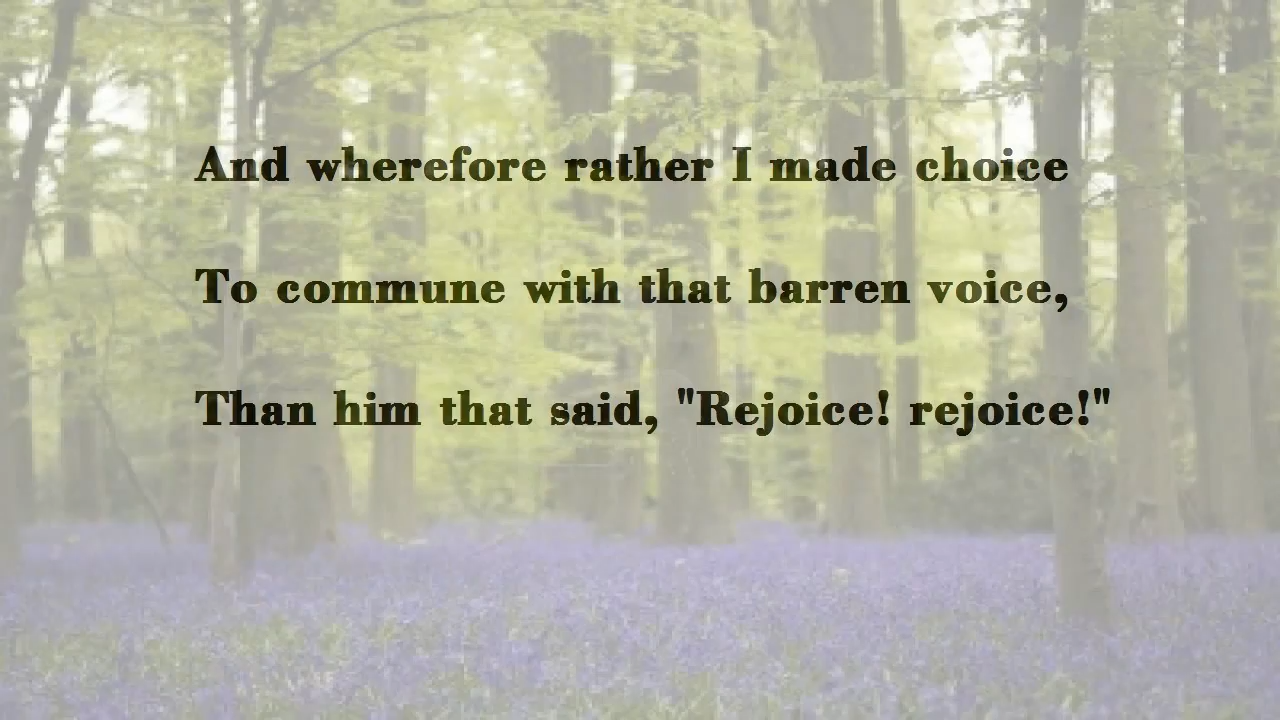 And wherefore rather I made choice
To commune with that barren voice,
Than him that said, "Rejoice! rejoice!"